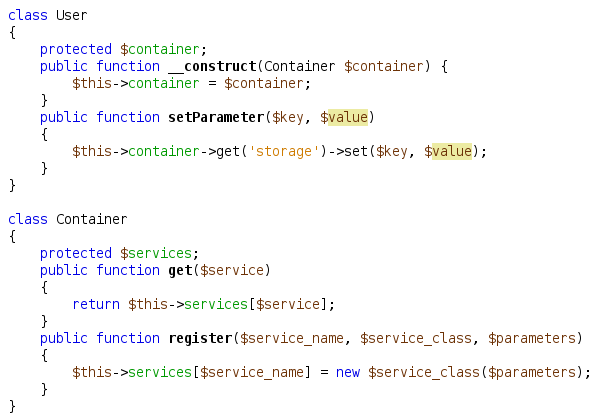 class User
{
    protected $container;
    public function __construct(Container $container) {
        $this->container = $container;
    }
    public function setParameter($key, $value)
    {
        $this->container->get('storage')->set($key, $value);
    }
}

class Container
{
    protected $services;
    public function get($service)
    {
        return $this->services[$service];
    }
    public function register($service_name, $service_class, $parameters)
    {
        $this->services[$service_name] = new $service_class($parameters);
    }
}